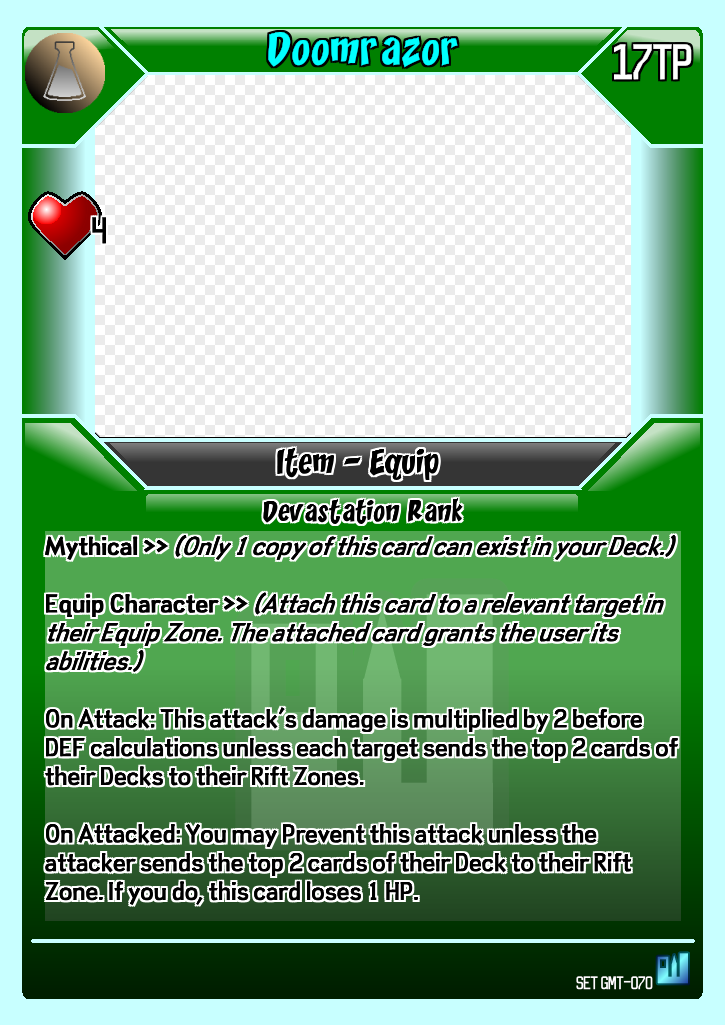 Doomrazor
17TP
4
Item - Equip
Devastation Rank
Mythical >> (Only 1 copy of this card can exist in your Deck.)
Equip Character >> (Attach this card to a relevant target in
their Equip Zone. The attached card grants the user its
abilities.)
On Attack: This attack's damage is multiplied by 2 before
DEF calculations unless each target sends the top 2 cards of
their Decks to their Rift Zones.
On Attacked: You may Prevent this attack unless the
attacker sends the top 2 cards of their Deck to their Rift
Zone. If you do, this card loses 1 HP.
SET GMT-070